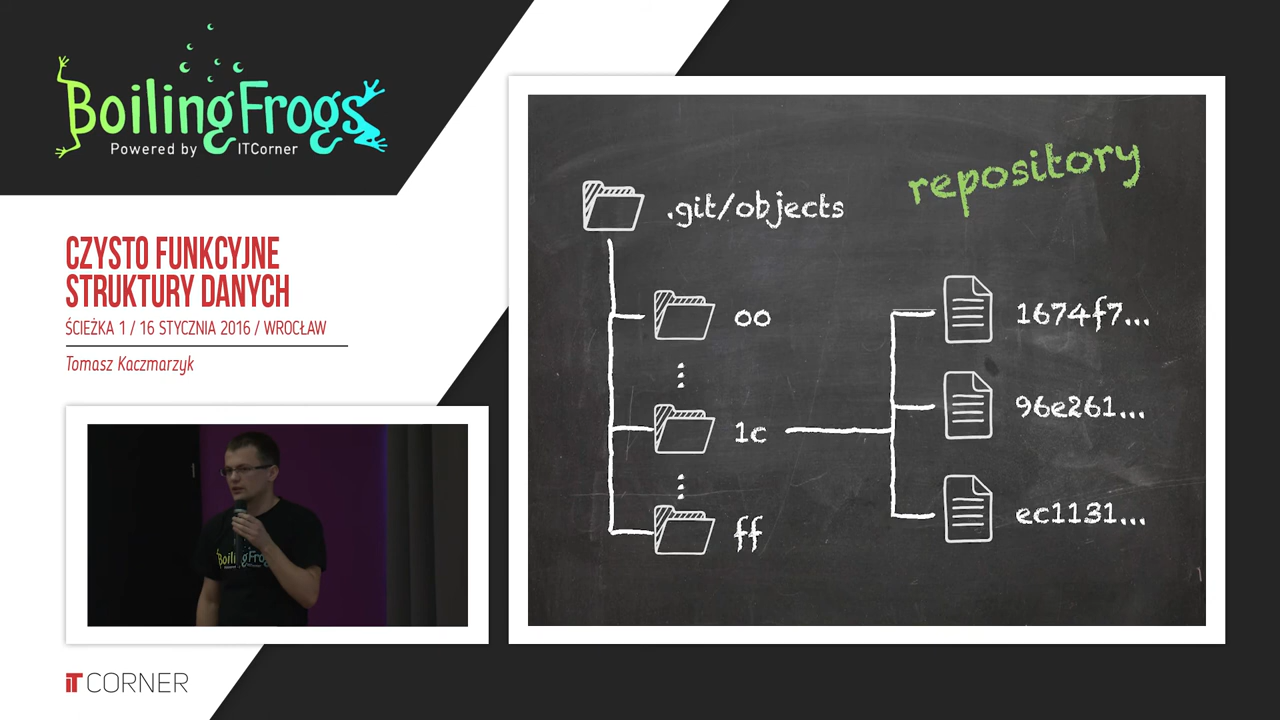 BoilingFrogs
Powered by ITCorner
CZYSTO FUNKCYJNE
STRUKTURY DANYCH
ŚCIEŻKA 1 / 16 STYCZNIA 2016 / WROCŁAW
Tomasz Kaczmarzyk
repository
.git/objects
00
1c
ff
1674f7...
96e261...
ec1131...
BoilingFrogs
iT CORNER